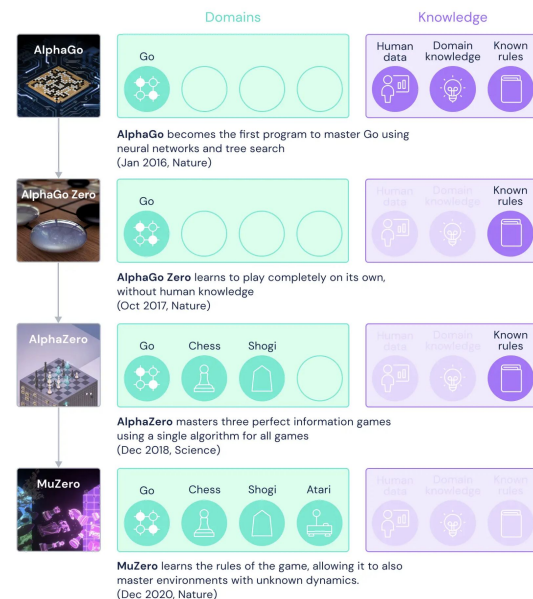 Domains
Knowledge
AlphaGo
Go
Human data
Domain knowledge
Known rules
AlphaGo becomes the first program to master Go using
neural networks and tree search
(Jan 2016, Nature)
AlphaGo Zero
Go
Human data
Domain knowledge
Known rules
AlphaGo Zero learns to play completely on its own,
without human knowledge
(Oct 2017, Nature)
AlphaZero
Go
Chess
Shogi
Human data
Domain knowledge
Known rules
AlphaZero masters three perfect information games
using a single algorithm for all games
(Dec 2018, Science)
MuZero
Go
Chess
Shogi
Atari
Human data
Domain knowledge
Known rules
MuZero learns the rules of the game, allowing it to also
master environments with unknown dynamics.
(Dec 2020, Nature)